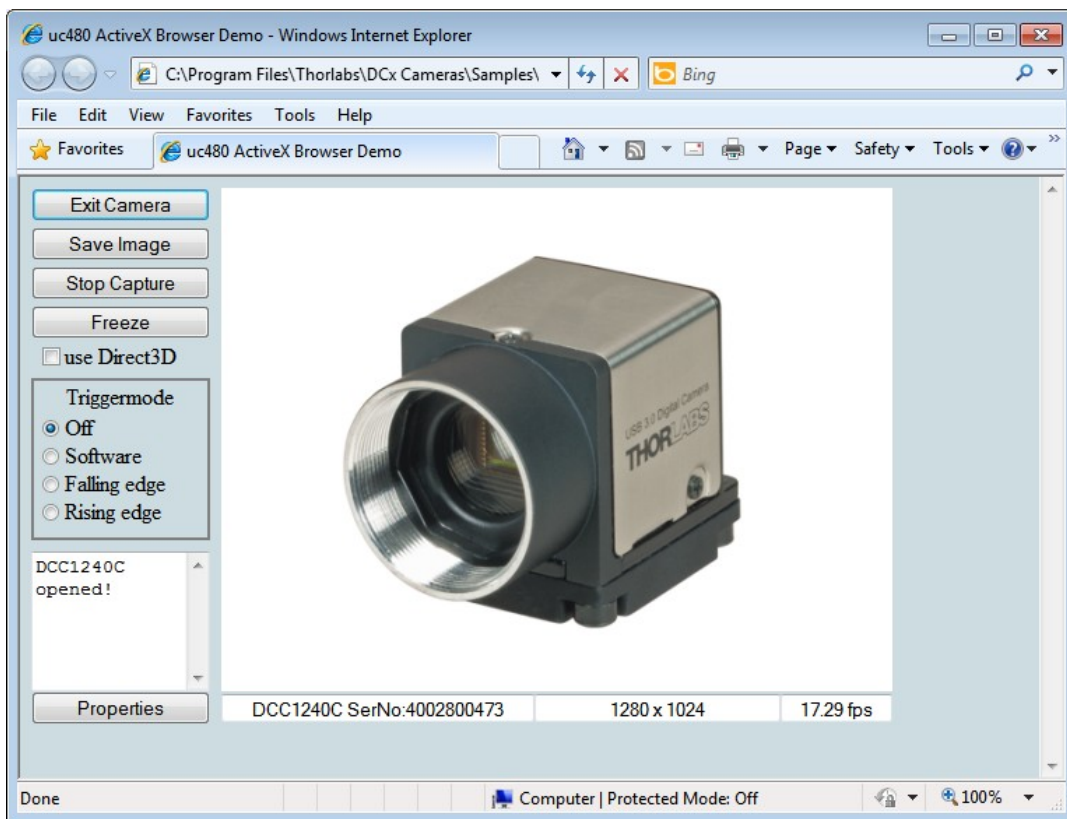 uc480 ActiveX Browser Demo - Windows Internet Explorer
C:\Program Files\Thorlabs\DCx Cameras\Samples\
Bing
File Edit View Favorites Tools Help
Favorites
uc480 ActiveX Browser Demo
Page Safety Tools
Exit Camera
Save Image
Stop Capture
Freeze
use Direct3D
Triggermode
Off
Software
Falling edge
Rising edge
DCC1240C
opened!
Properties
USB 3.0 Digital Camera
THORLABS
DCC1240C SerNo:4002800473 1280 x 1024 17.29 fps
Done Computer | Protected Mode: Off 100%